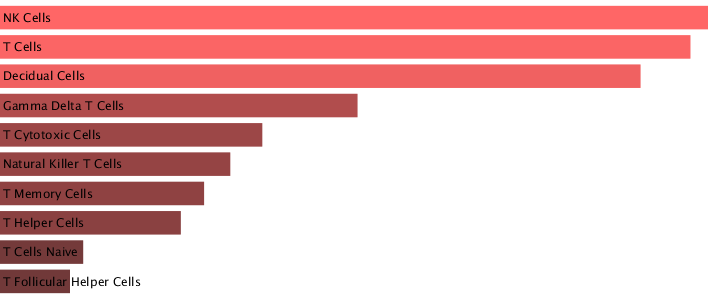 NK Cells
T Cells
Decidual Cells
Gamma Delta T Cells
T Cytotoxic Cells
Natural Killer T Cells
T Memory Cells
T Helper Cells
T Cells Naive
T Follicular Helper Cells